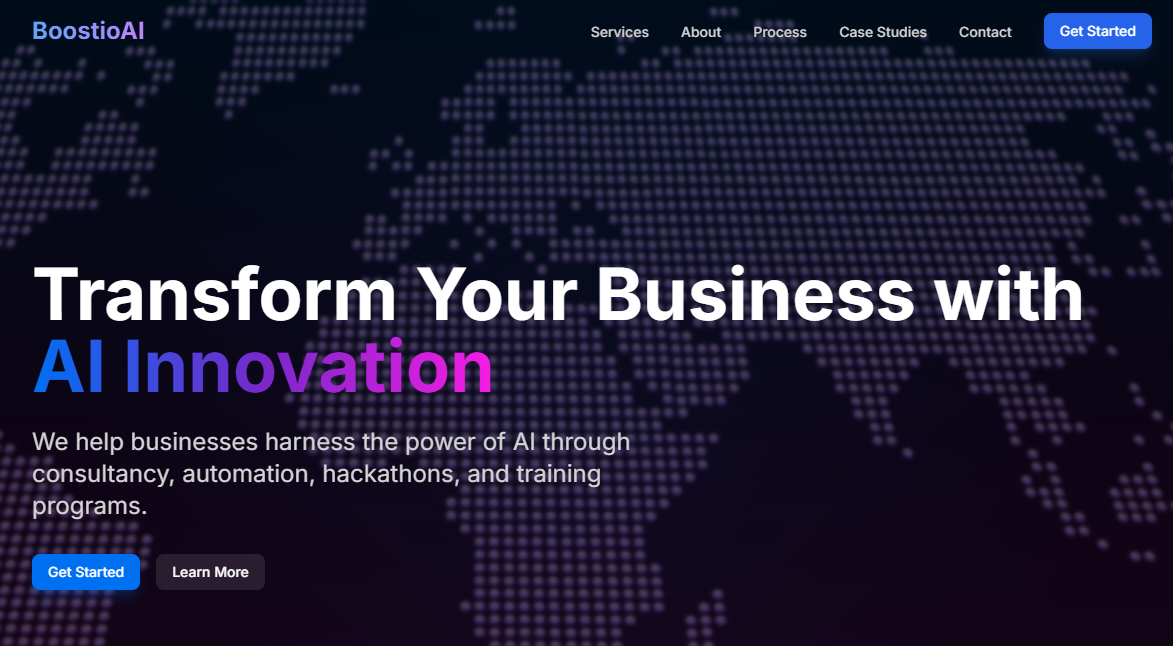 BoostioAI
Services
About
Process
Case Studies
Contact
Get Started
Transform Your Business with
AI Innovation
We help businesses harness the power of AI through
consultancy, automation, hackathons, and training
programs.
Get Started
Learn More